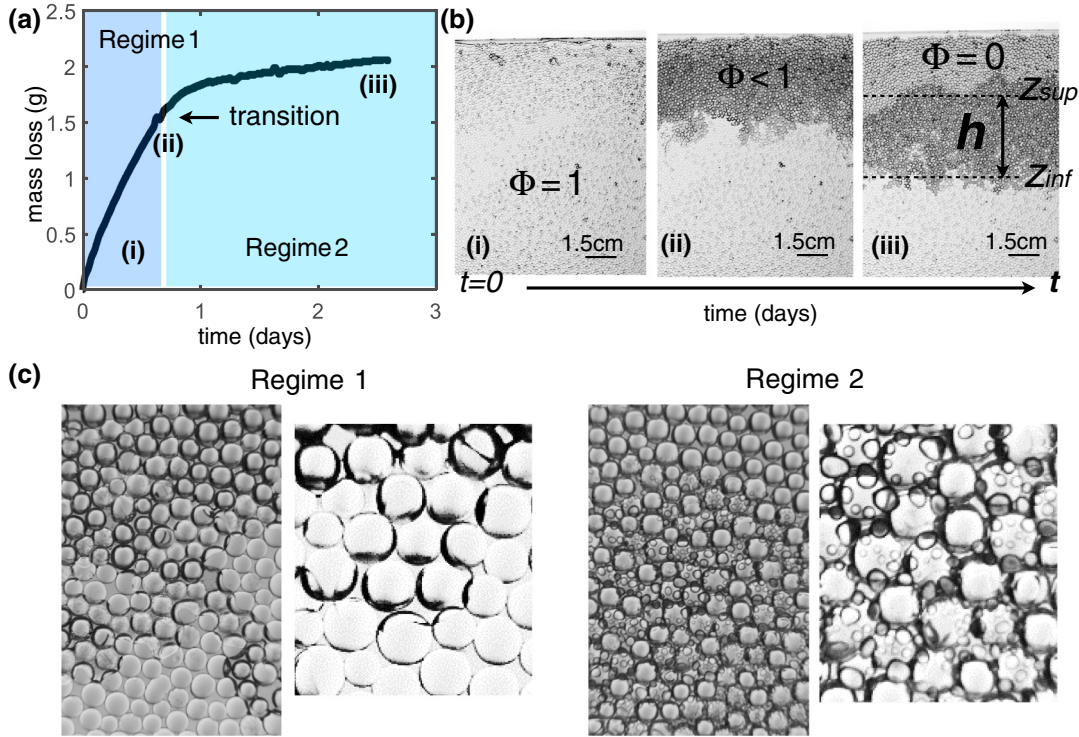 (a)
2.5
2
1.5
1
0.5
0
mass loss (g)
Regime 1
transition
(i)
(ii)
(iii)
Regime 2
0
1
2
3
time (days)
(b)
Φ = 1
(i)
1.5cm
Φ < 1
(ii)
1.5cm
Φ = 0
Zsup
h
Zinf
(iii)
1.5cm
t=0
t
time (days)
(c)
Regime 1
Regime 2